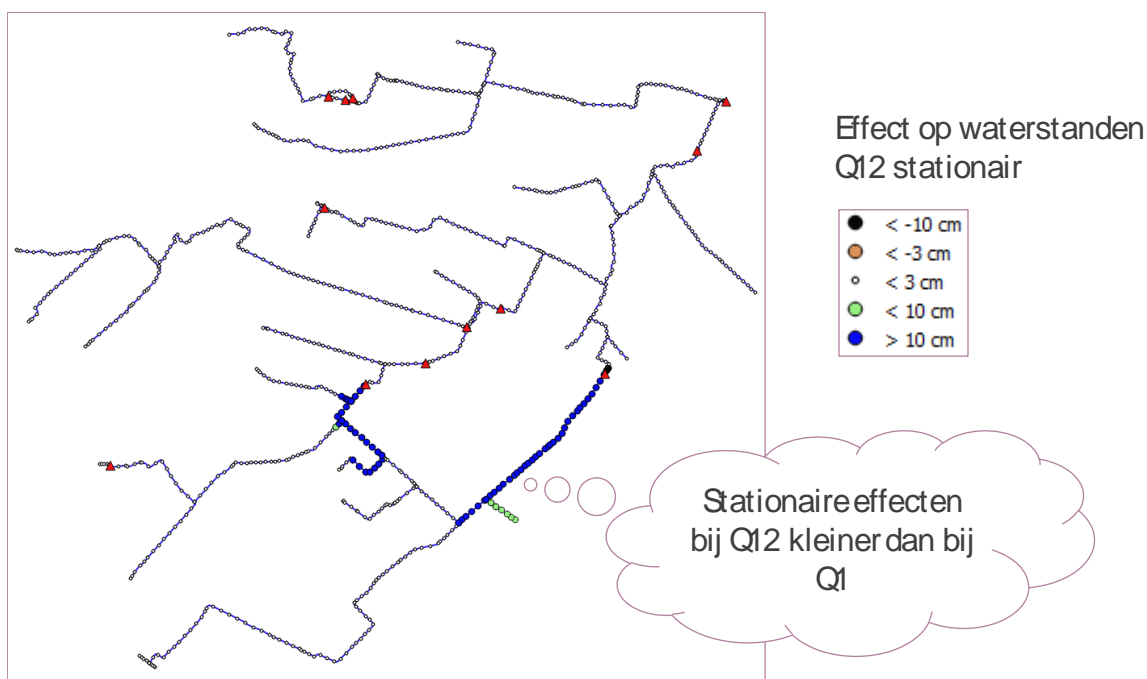 Effect op waterstanden
Q12 stationair
< -10 cm
< -3 cm
< 3 cm
< 10 cm
> 10 cm
Stationaire effecten
bij Q12 kleiner dan bij
Q1